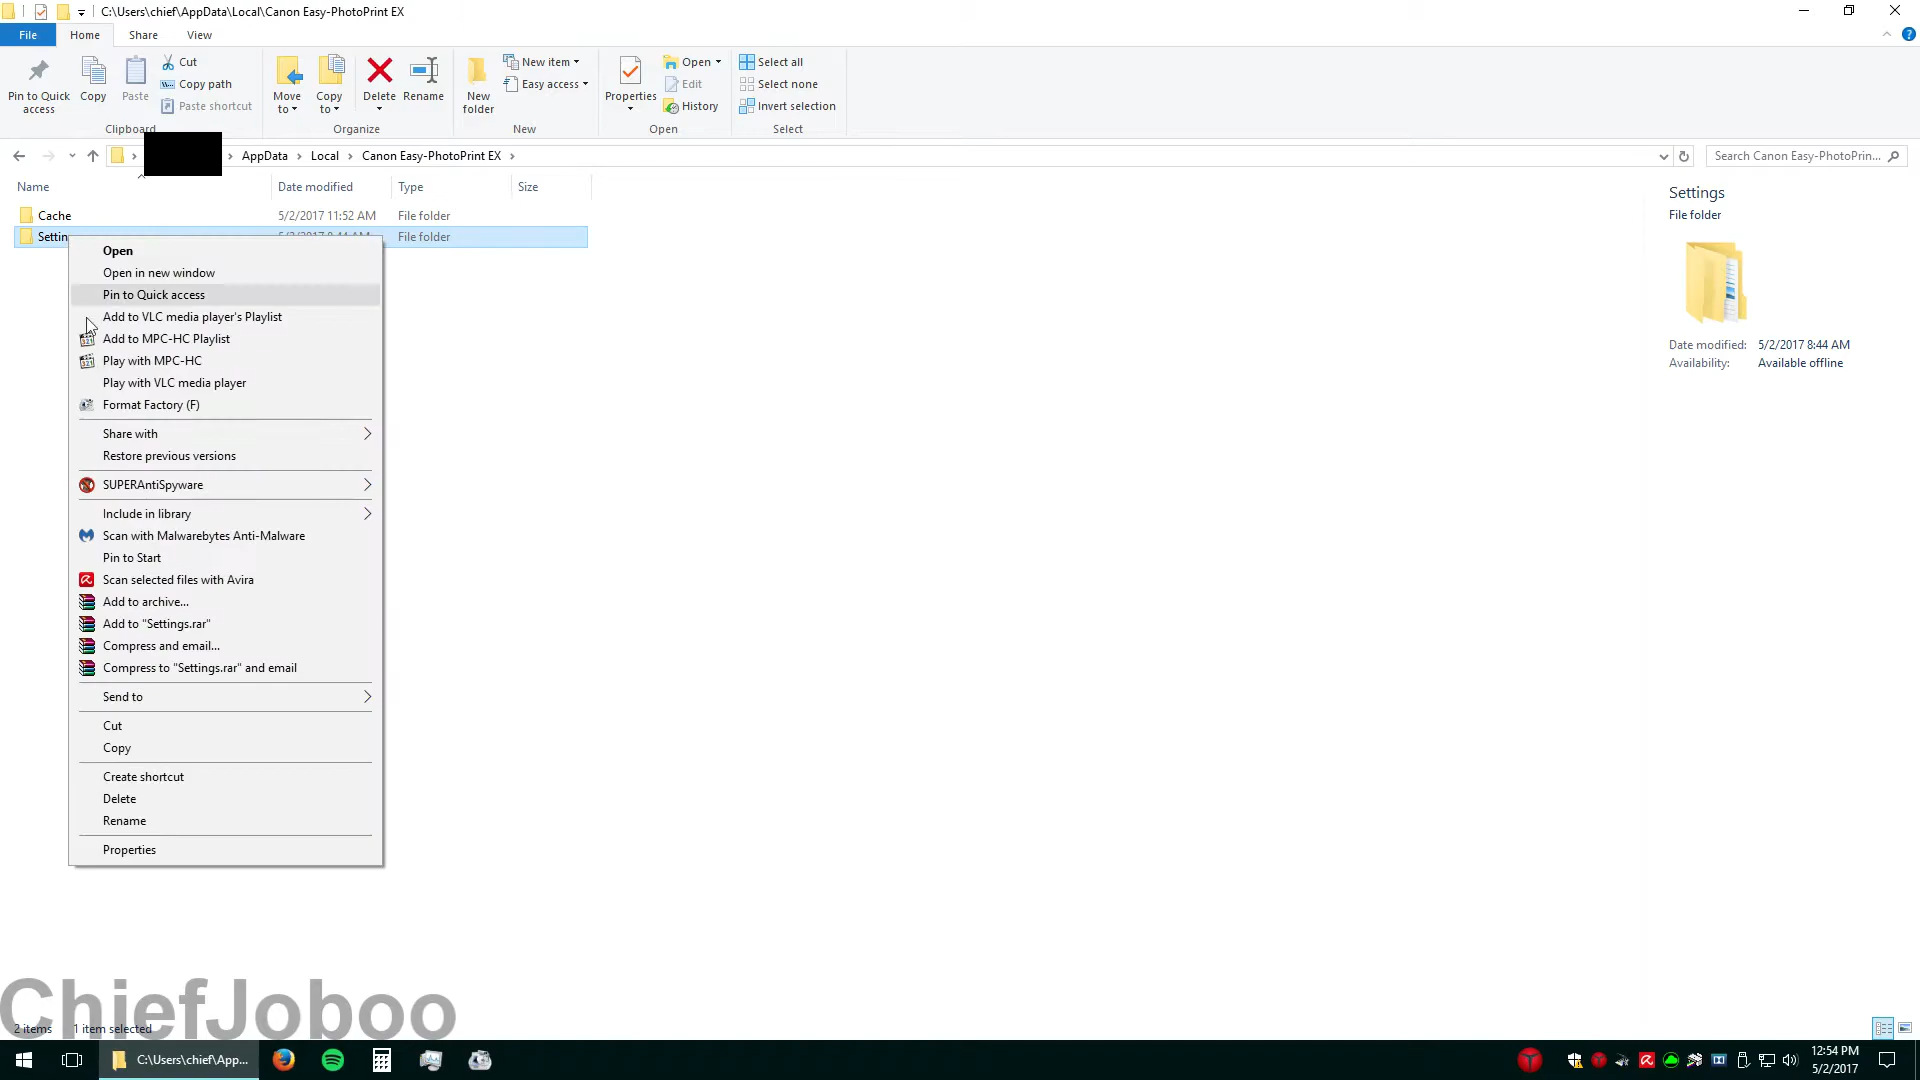 C:\Users\chief\AppData\Local\Canon Easy-PhotoPrint EX
File Home Share View
Pin to Quick access
Copy
Paste
Cut
Copy path
Paste shortcut
Clipboard
Move to
Copy to
Delete
Rename
Organize
New folder
New item
Easy access
New
Properties
Open
Edit
History
Open
Select all
Select none
Invert selection
Select
AppData > Local > Canon Easy-PhotoPrint EX >
Search Canon Easy-PhotoPrin...
Name Date modified Type Size
Cache 5/2/2017 11:52 AM File folder
Settin 5/2/2017 8:44 AM File folder
Open
Open in new window
Pin to Quick access
Add to VLC media player's Playlist
Add to MPC-HC Playlist
Play with MPC-HC
Play with VLC media player
Format Factory (F)
Share with
Restore previous versions
SUPERAntiSpyware
Include in library
Scan with Malwarebytes Anti-Malware
Pin to Start
Scan selected files with Avira
Add to archive...
Add to "Settings.rar"
Compress and email...
Compress to "Settings.rar" and email
Send to
Cut
Copy
Create shortcut
Delete
Rename
Properties
Settings
File folder
Date modified: 5/2/2017 8:44 AM
Availability: Available offline
ChiefJoboo
2 items 1 item selected
C:\Users\chief\App...
12:54 PM
5/2/2017